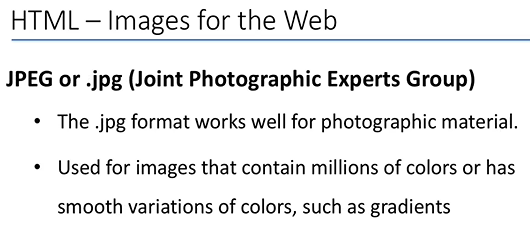 HTML – Images for the Web
JPEG or .jpg (Joint Photographic Experts Group)
• The .jpg format works well for photographic material.
• Used for images that contain millions of colors or has
smooth variations of colors, such as gradients